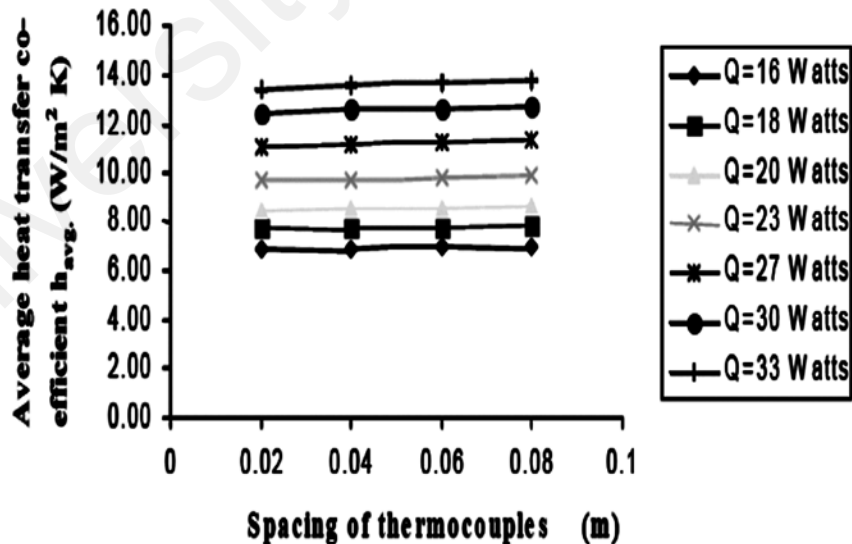 Average heat transfer co-
efficient h_avg. (W/m² K)
16.00
14.00
12.00
10.00
8.00
6.00
4.00
2.00
0.00
0
0.02
0.04
0.06
0.08
0.1
Spacing of thermocouples (m)
Q=16 Watts
Q=18 Watts
Q=20 Watts
Q=23 Watts
Q=27 Watts
Q=30 Watts
Q=33 Watts